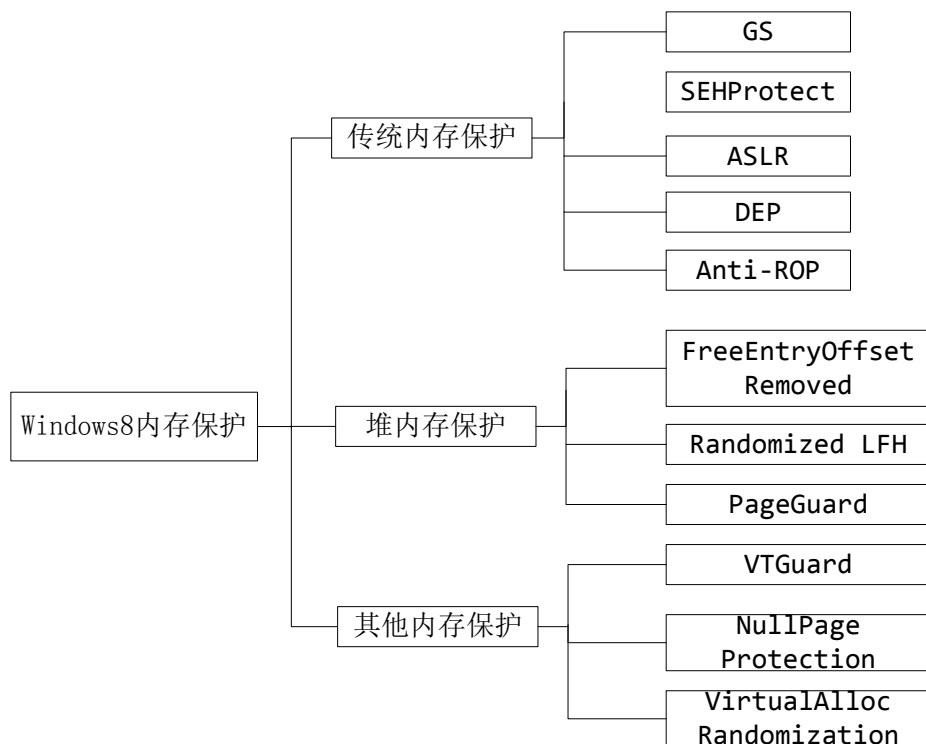 Windows8内存保护
传统内存保护
GS
SEHProtect
ASLR
DEP
Anti-ROP
堆内存保护
FreeEntryOffset
Removed
Randomized LFH
PageGuard
其他内存保护
VTGuard
NullPage
Protection
VirtualAlloc
Randomization